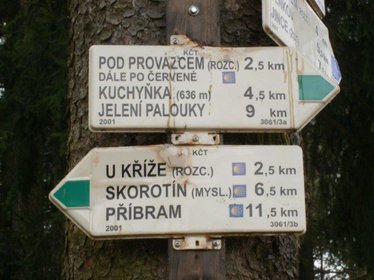 KČT
POD PROVAZCEM (ROZC.) 2,5 km
DÁLE PO ČERVENÉ
KUCHYŇKA (636 m) 4,5 km
JELENÍ PALOUKY 9 km
2001 3061/3a
KČT
U KŘÍŽE (ROZC.) 2,5 km
SKOROTÍN (MYSL.) 6,5 km
PŘÍBRAM 11,5 km
2001 3061/3b